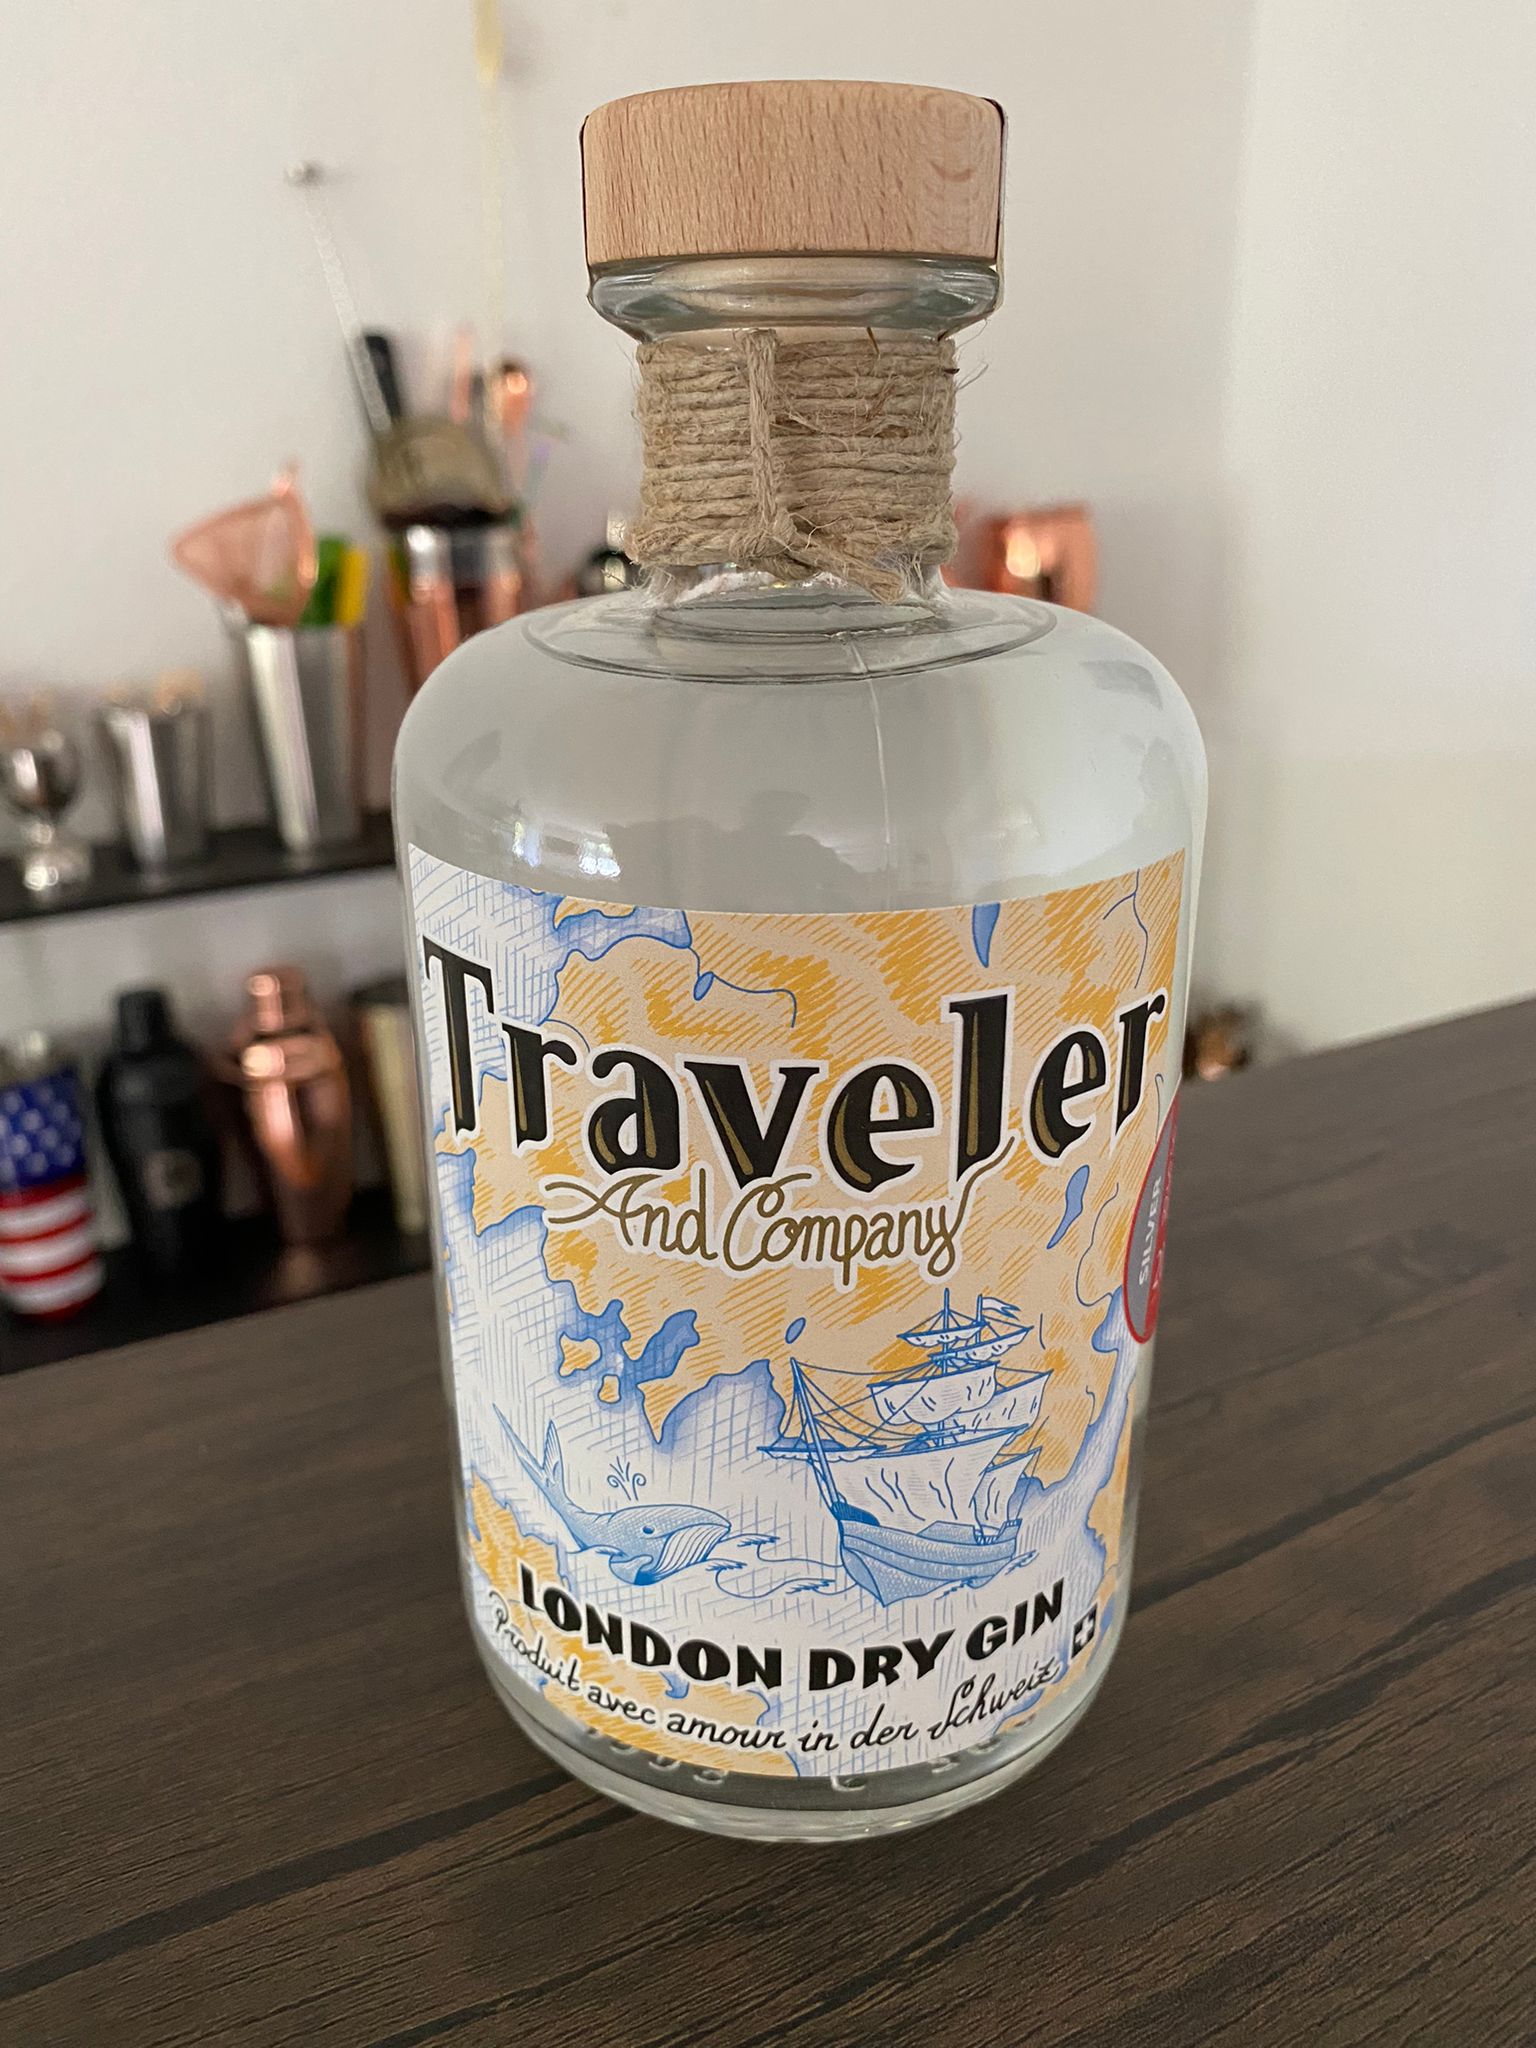 Traveler
And Company
SILVER
LONDON DRY GIN
Produit avec amour in der Schweiz